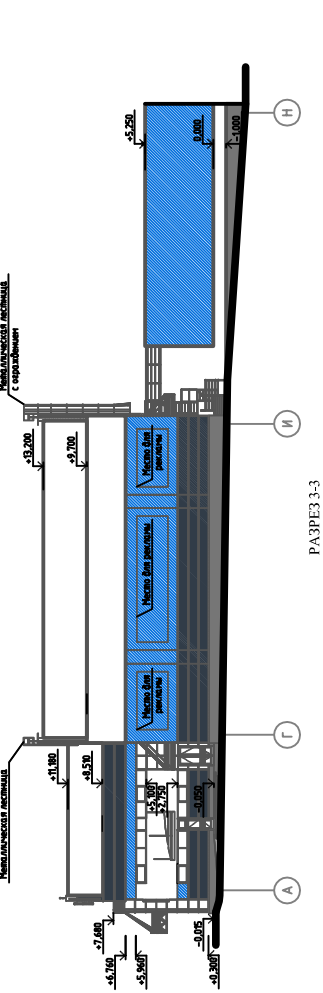 Металлическая лестница
Металлическая лестница
с ограждением
+13,200
+9,700
+11,180
+8,510
+7,680
+6,760
+5,960
+5,100
+2,750
-0,050
-0,015
+0,300
+5,250
0,000
-1,000
Место для
рекламы
Место для рекламы
Место для
рекламы
А
Г
И
Н
РАЗРЕЗ 3-3